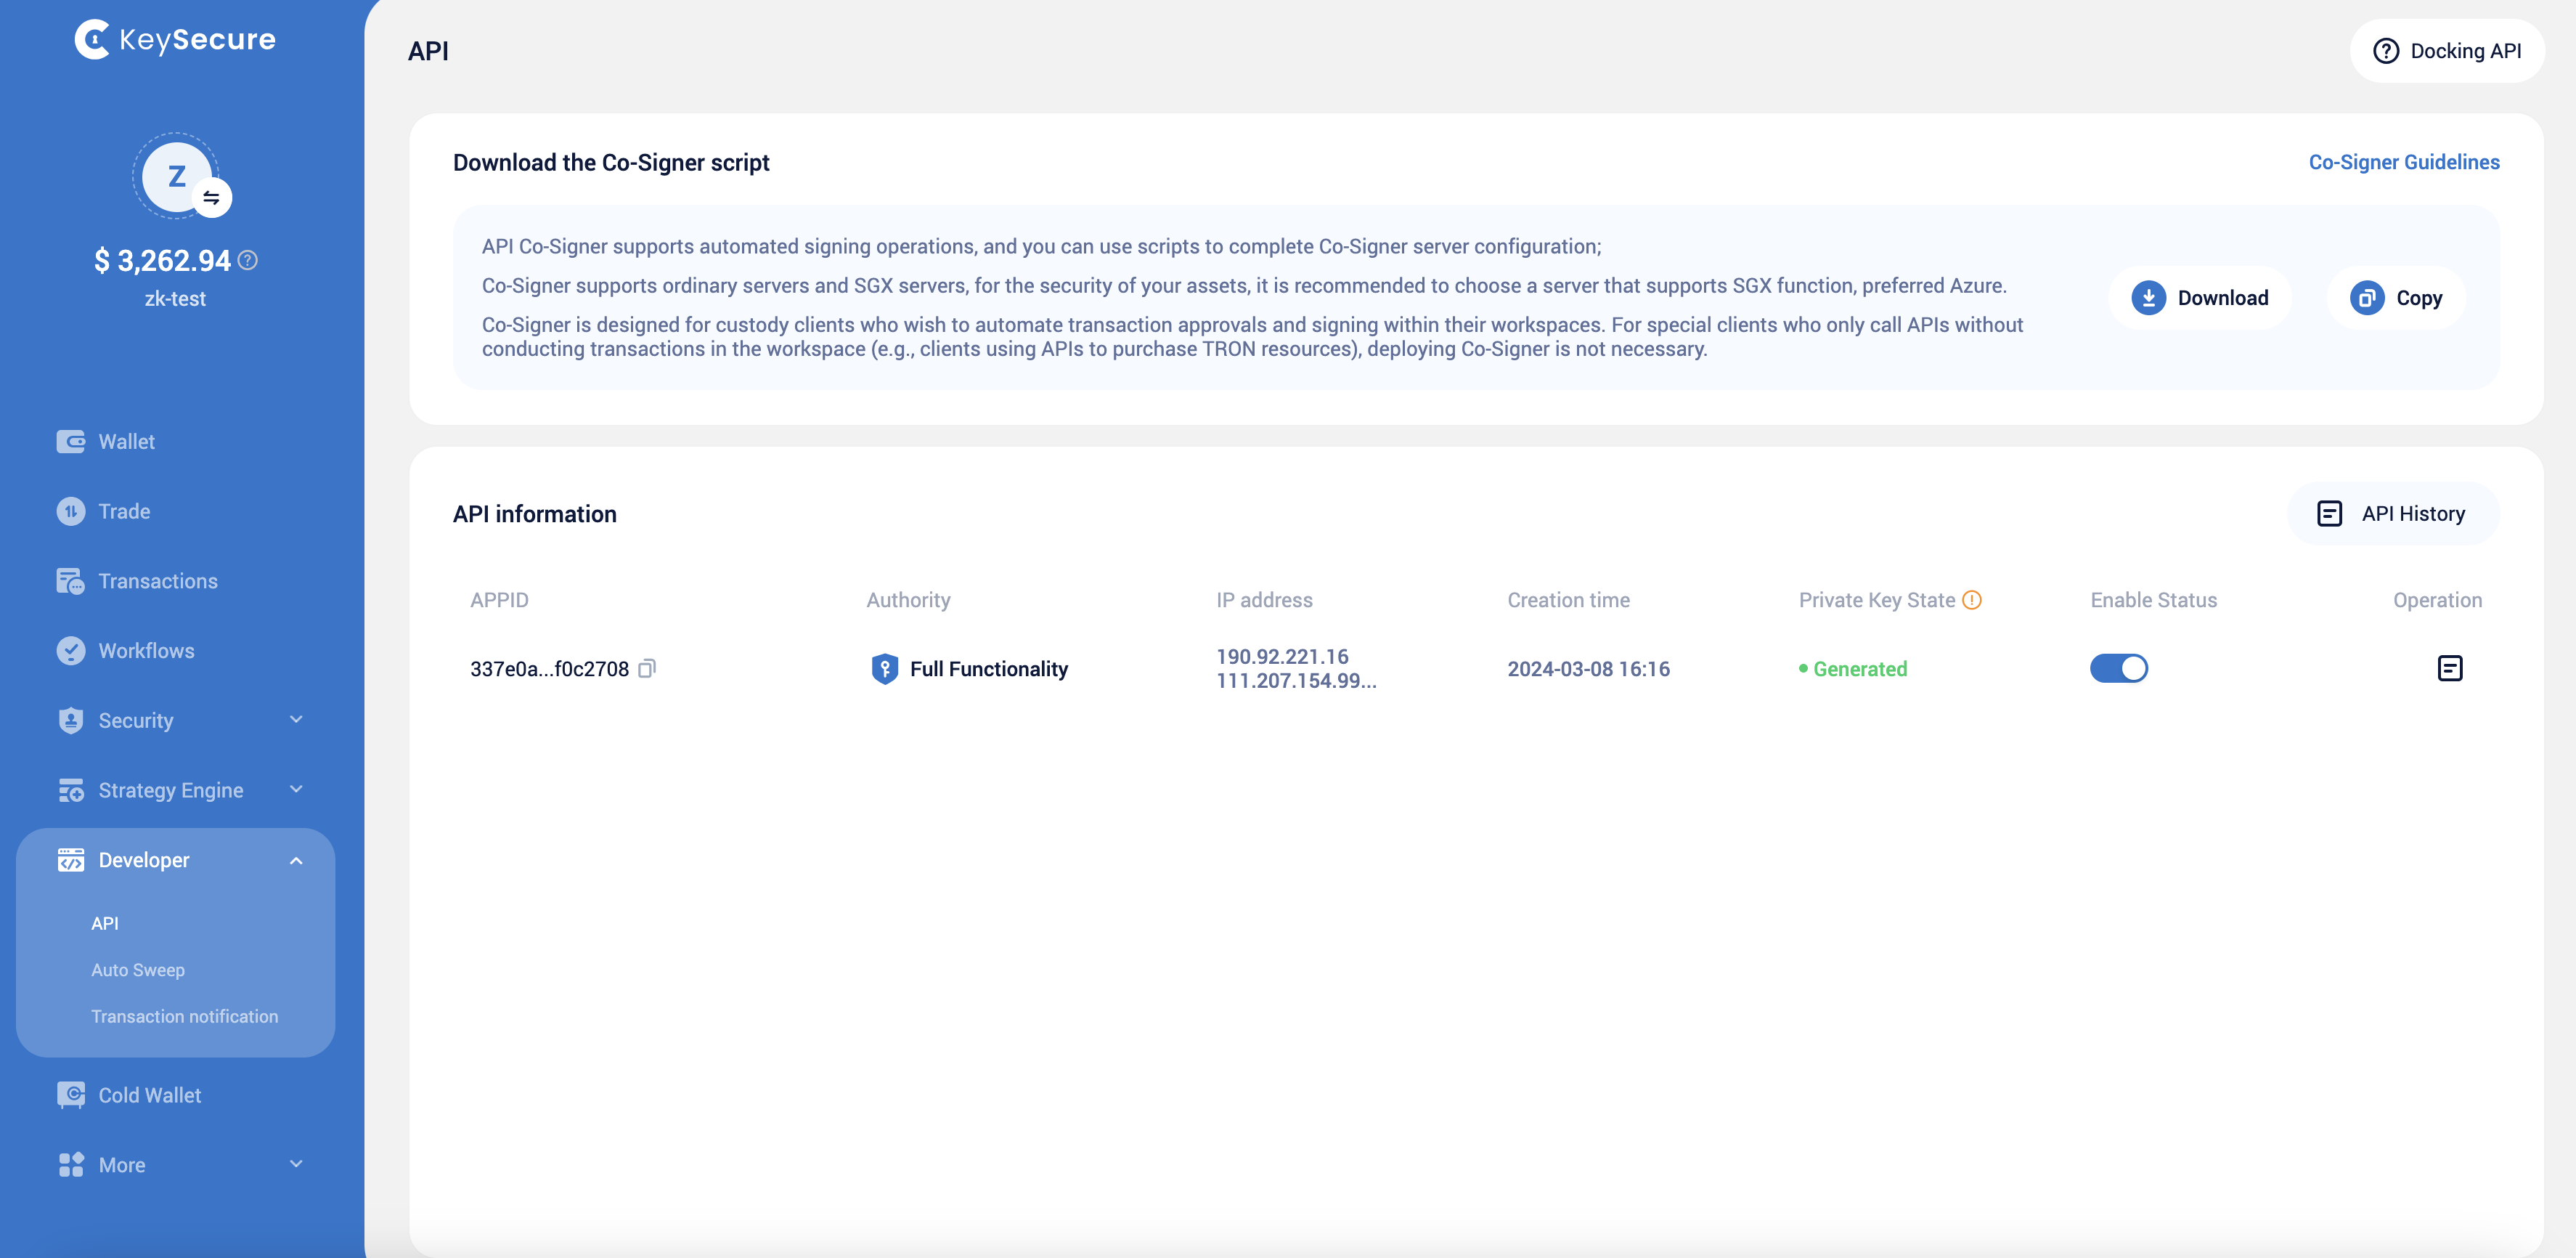 KeySecure
Z
$ 3,262.94
zk-test
Wallet
Trade
Transactions
Workflows
Security
Strategy Engine
Developer
API
Auto Sweep
Transaction notification
Cold Wallet
More
API
Docking API
Download the Co-Signer script
Co-Signer Guidelines
API Co-Signer supports automated signing operations, and you can use scripts to complete Co-Signer server configuration;
Co-Signer supports ordinary servers and SGX servers, for the security of your assets, it is recommended to choose a server that supports SGX function, preferred Azure.
Co-Signer is designed for custody clients who wish to automate transaction approvals and signing within their workspaces. For special clients who only call APIs without
conducting transactions in the workspace (e.g., clients using APIs to purchase TRON resources), deploying Co-Signer is not necessary.
Download
Copy
API information
API History
APPID Authority IP address Creation time Private Key State Enable Status Operation
337e0a...f0c2708 Full Functionality 190.92.221.16 2024-03-08 16:16 Generated
111.207.154.99...